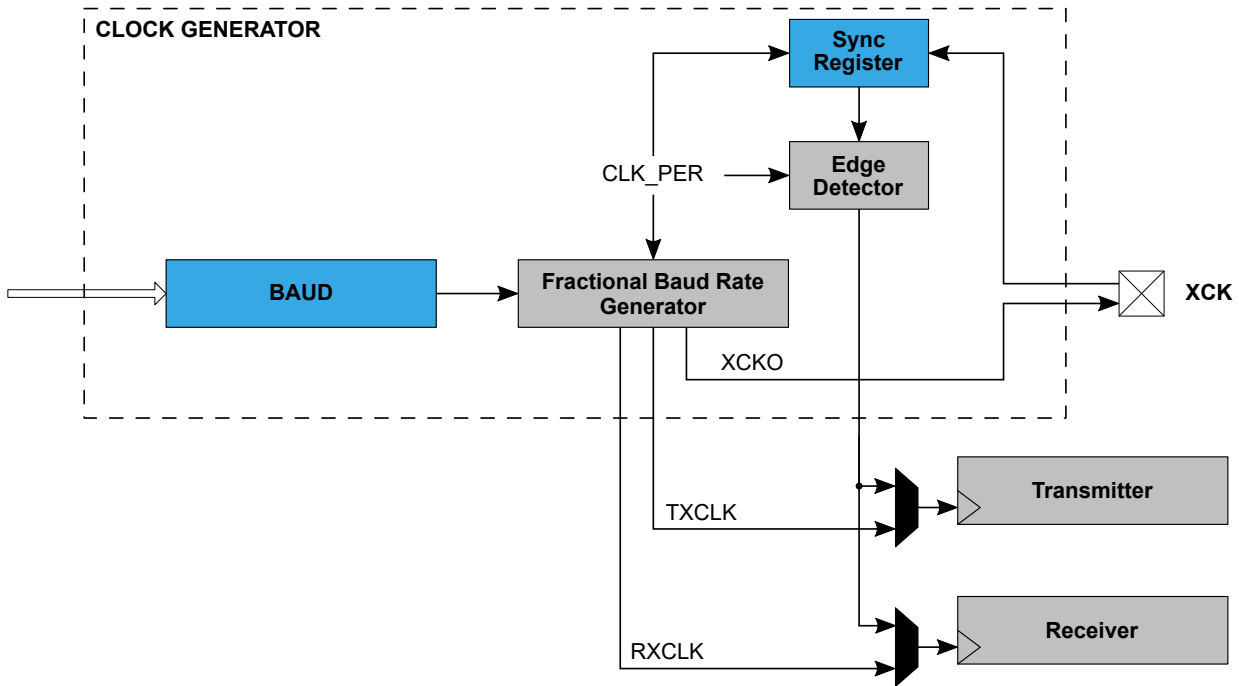 CLOCK GENERATOR
Sync
Register
CLK_PER
Edge
Detector
BAUD
Fractional Baud Rate
Generator
XCK
XCKO
TXCLK
Transmitter
RXCLK
Receiver